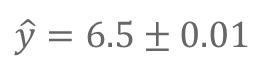 ŷ = 6.5 ± 0.01